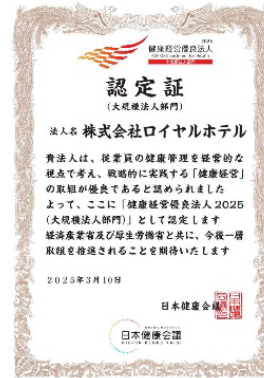 2025
健康経営優良法人
認定証
(大規模法人部門)
法人名 株式会社ロイヤルホテル
貴法人は、従業員の健康管理を経営的な
視点で考え、戦略的に実践する「健康経営」
の取組が優良であると認められました
よって、ここに「健康経営優良法人2025
(大規模法人部門)」として認定します
経済産業省及び厚生労働省と共に、今後一層
取組を推進されることを期待いたします
2025年3月10日
日本健康会議
日本健康会議